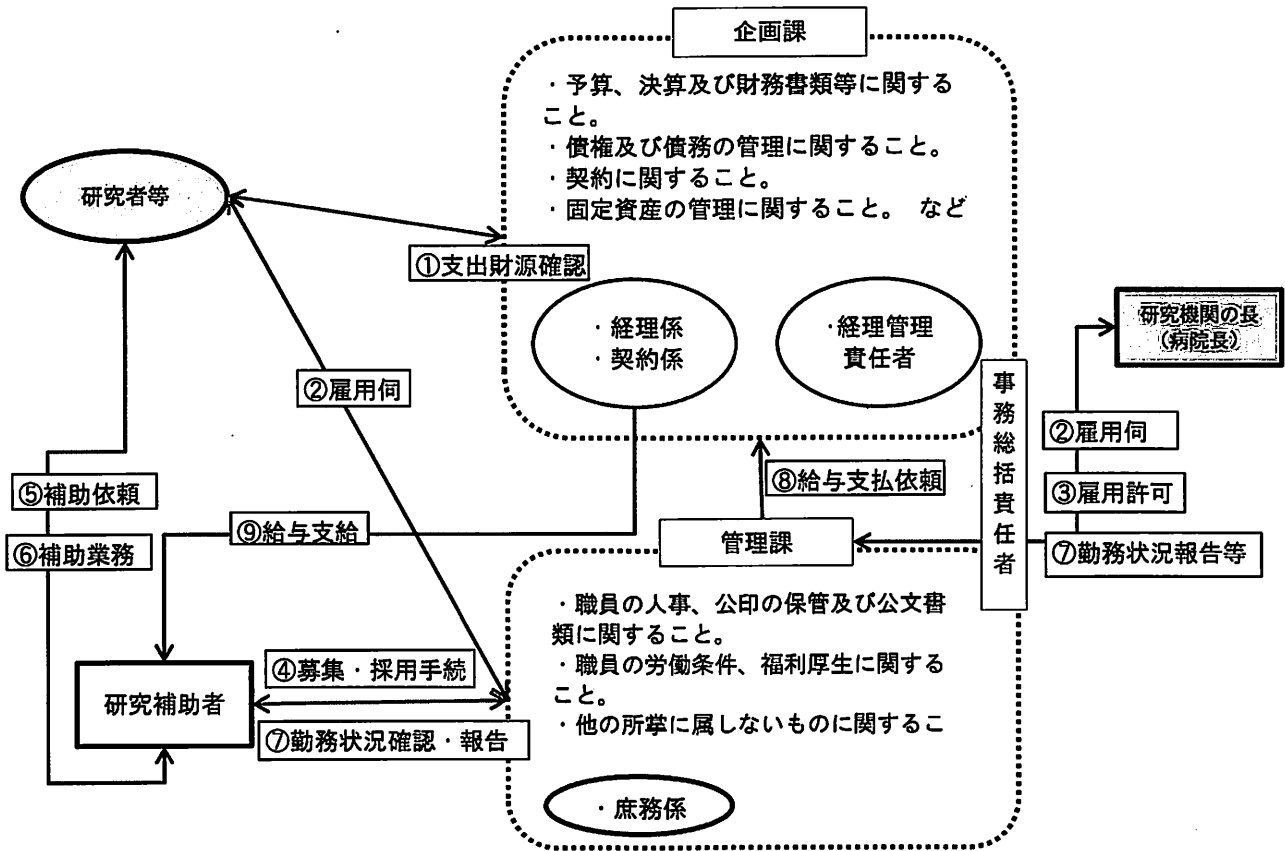 企画課
・予算、決算及び財務書類等に関する
こと。
・債権及び債務の管理に関すること。
・契約に関すること。
・固定資産の管理に関すること。 など
研究者等
①支出財源確認
・経理係
・契約係
・経理管理
責任者
研究機関の長
(病院長)
事務総括責任者
②雇用伺
②雇用伺
③雇用許可
⑦勤務状況報告等
⑤補助依頼
⑥補助業務
⑧給与支払依頼
⑨給与支給
管理課
・職員の人事、公印の保管及び公文書
類に関すること。
・職員の労働条件、福利厚生に関する
こと。
・他の所掌に属しないものに関するこ
④募集・採用手続
研究補助者
⑦勤務状況確認・報告
・庶務係